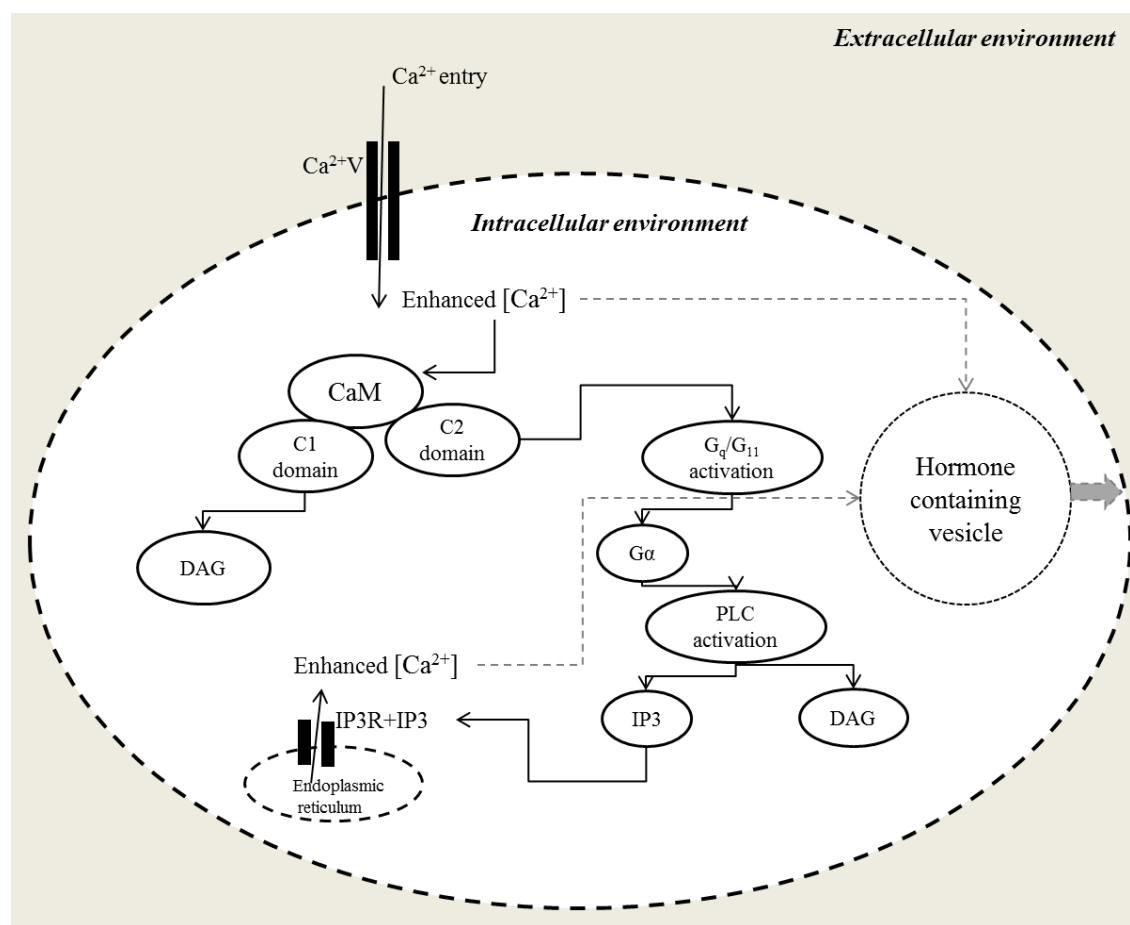 Extracellular environment
Ca²⁺ entry
Ca²⁺V
Intracellular environment
Enhanced [Ca²⁺]
CaM
C1
domain
C2
domain
Gq/G11
activation
Hormone
containing
vesicle
DAG
Gα
PLC
activation
Enhanced [Ca²⁺]
IP3R+IP3
IP3
DAG
Endoplasmic
reticulum